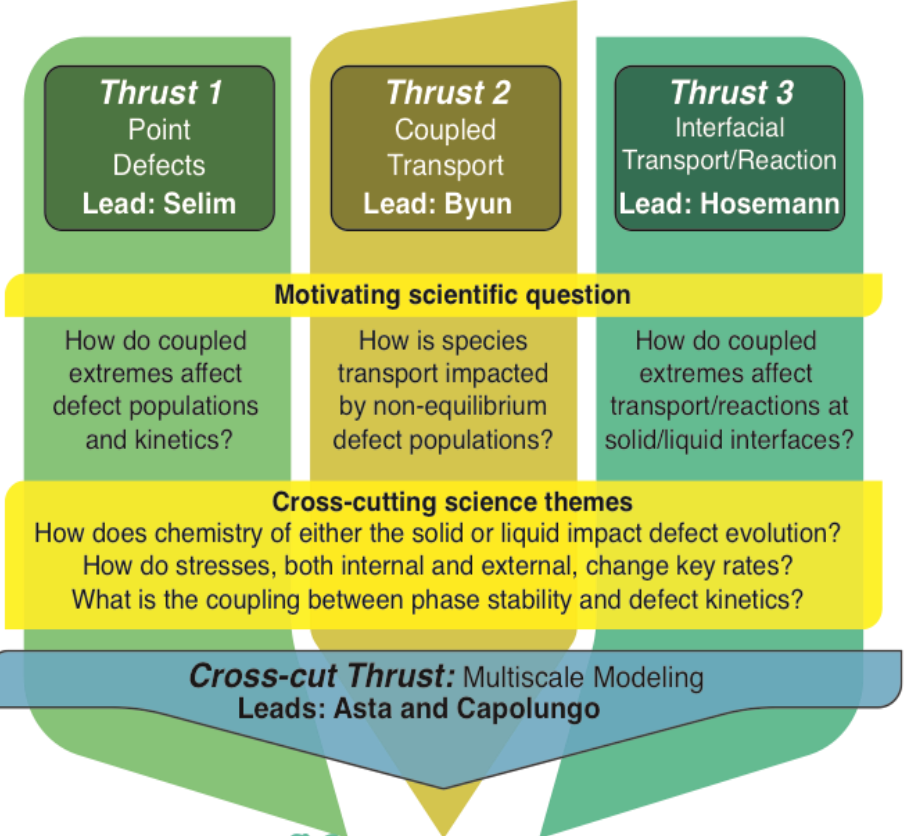 Thrust 1
Point
Defects
Lead: Selim
Thrust 2
Coupled
Transport
Lead: Byun
Thrust 3
Interfacial
Transport/Reaction
Lead: Hosemann
Motivating scientific question
How do coupled
extremes affect
defect populations
and kinetics?
How is species
transport impacted
by non-equilibrium
defect populations?
How do coupled
extremes affect
transport/reactions at
solid/liquid interfaces?
Cross-cutting science themes
How does chemistry of either the solid or liquid impact defect evolution?
How do stresses, both internal and external, change key rates?
What is the coupling between phase stability and defect kinetics?
Cross-cut Thrust: Multiscale Modeling
Leads: Asta and Capolungo